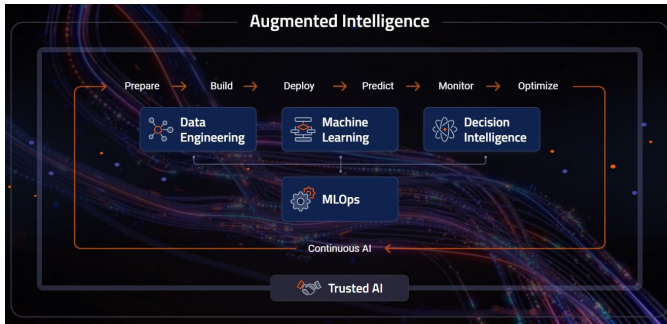 Augmented Intelligence
Prepare → Build → Deploy → Predict → Monitor → Optimize
Data
Engineering
Machine
Learning
Decision
Intelligence
MLOps
Continuous AI
Trusted AI